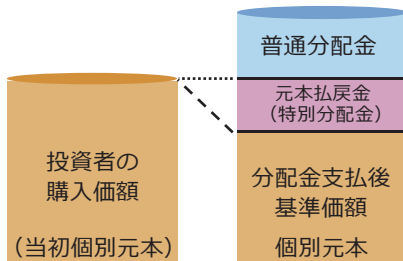 投資者の
購入価額
（当初個別元本）
普通分配金
元本払戻金
（特別分配金）
分配金支払後
基準価額
個別元本